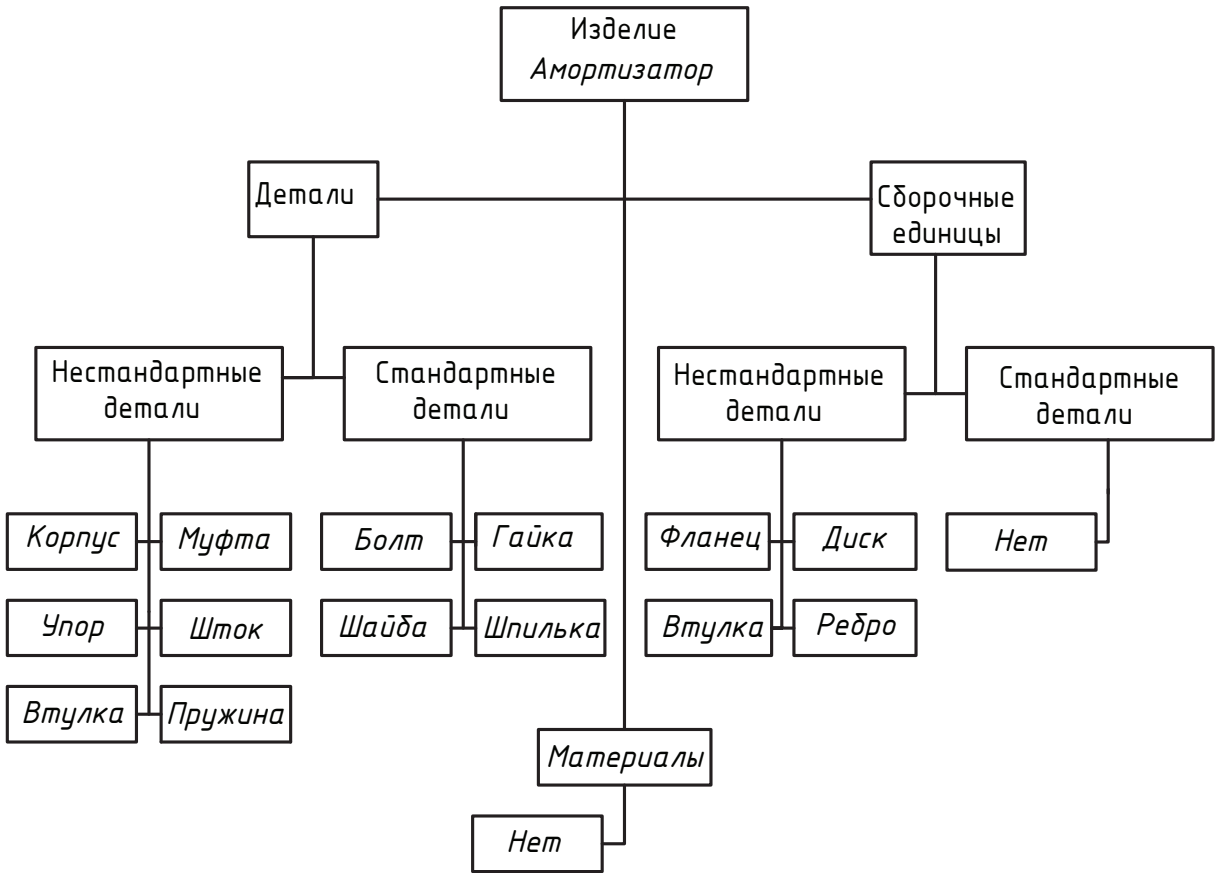 Изделие
Амортизатор
Детали
Сборочные
единицы
Нестандартные
детали
Стандартные
детали
Нестандартные
детали
Стандартные
детали
Корпус
Муфта
Болт
Гайка
Фланец
Диск
Нет
Упор
Шток
Шайба
Шпилька
Втулка
Ребро
Втулка
Пружина
Материалы
Нет